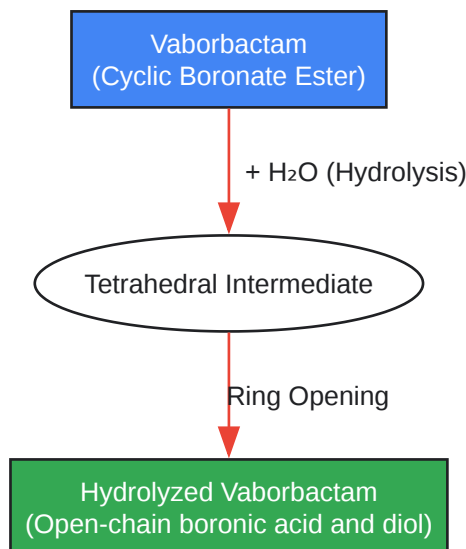 Vaborbactam
(Cyclic Boronate Ester)
+ H₂O (Hydrolysis)
Tetrahedral Intermediate
Ring Opening
Hydrolyzed Vaborbactam
(Open-chain boronic acid and diol)